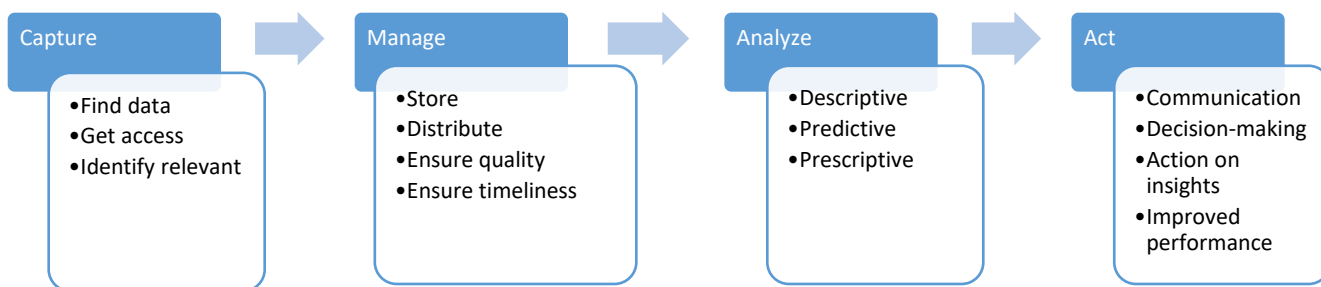 Capture
•Find data
•Get access
•Identify relevant
Manage
•Store
•Distribute
•Ensure quality
•Ensure timeliness
Analyze
•Descriptive
•Predictive
•Prescriptive
Act
•Communication
•Decision-making
•Action on
insights
•Improved
performance